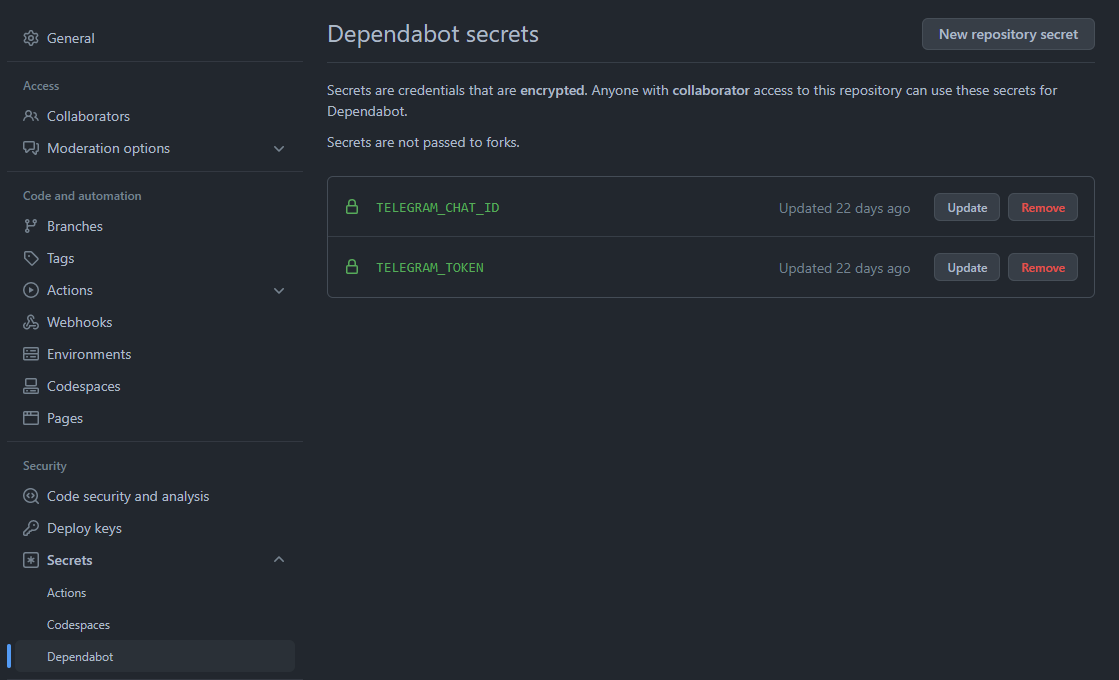 General
Access
Collaborators
Moderation options
Code and automation
Branches
Tags
Actions
Webhooks
Environments
Codespaces
Pages
Security
Code security and analysis
Deploy keys
Secrets
Actions
Codespaces
Dependabot
Dependabot secrets
New repository secret
Secrets are credentials that are encrypted. Anyone with collaborator access to this repository can use these secrets for
Dependabot.
Secrets are not passed to forks.
TELEGRAM_CHAT_ID Updated 22 days ago Update Remove
TELEGRAM_TOKEN Updated 22 days ago Update Remove